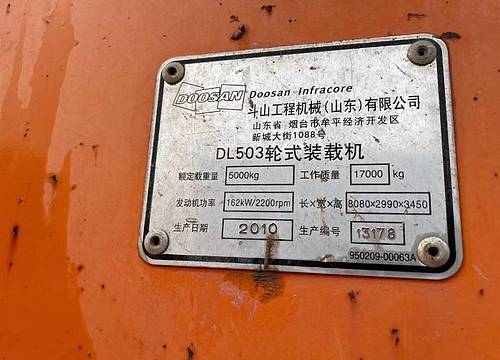 DOOSAN Doosan Infracore
斗山工程机械(山东)有限公司
山东省 烟台市牟平经济开发区
新城大街1088号
DL503轮式装载机
额定载重量 5000kg 工作质量 17000 kg
发动机功率 162kW/2200rpm 长×宽×高 8080×2990×3450
生产日期 2010 生产编号 13178
950209-00063A